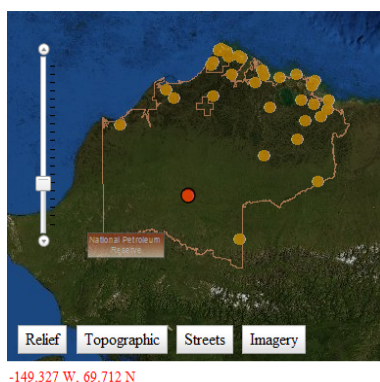 National Petroleum
Reserve
Relief
Topographic
Streets
Imagery
-149.327 W, 69.712 N